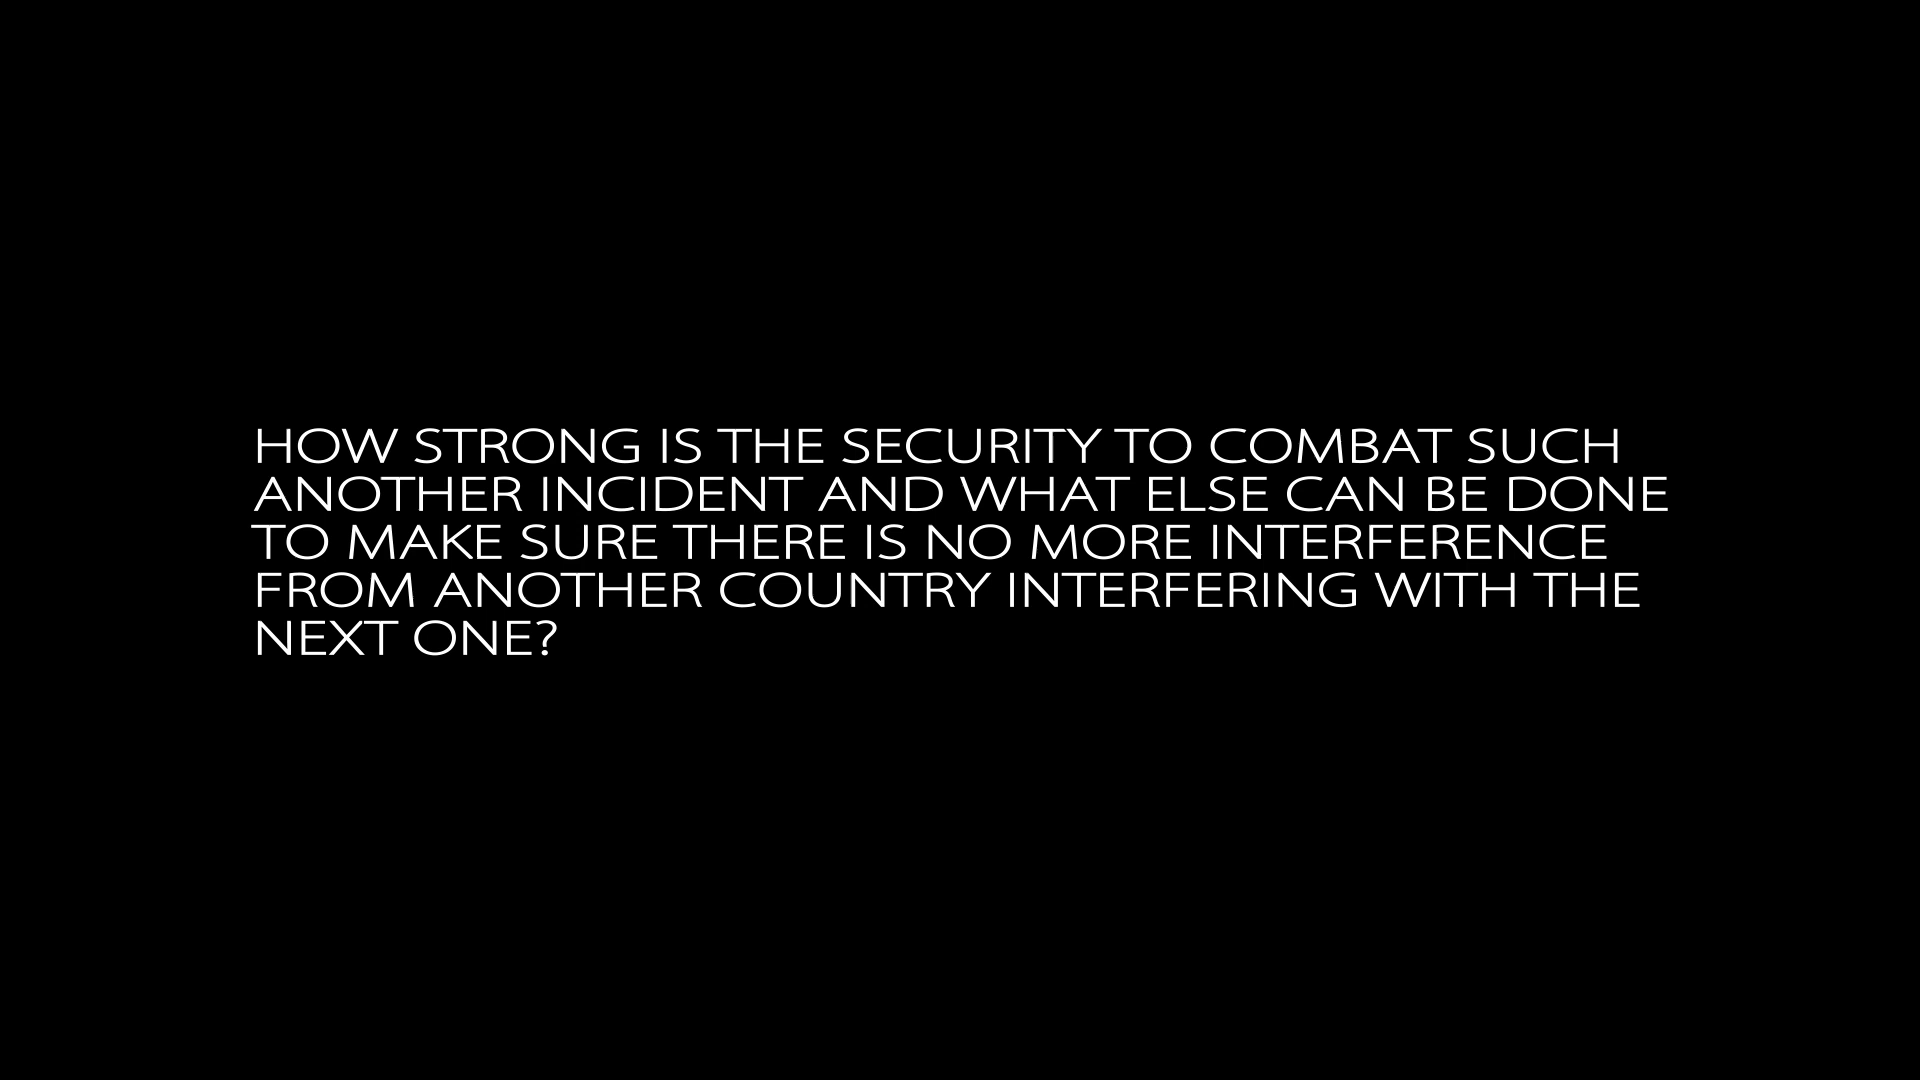 HOW STRONG IS THE SECURITY TO COMBAT SUCH
ANOTHER INCIDENT AND WHAT ELSE CAN BE DONE
TO MAKE SURE THERE IS NO MORE INTERFERENCE
FROM ANOTHER COUNTRY INTERFERING WITH THE
NEXT ONE?